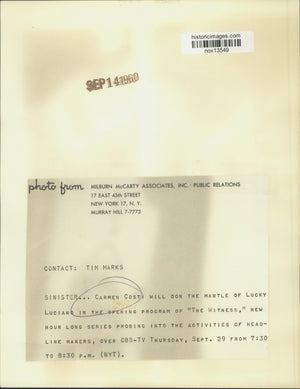 historicimages.com
nox13549
SEP 14 1960
photo from
MILBURN McCARTY ASSOCIATES, INC. PUBLIC RELATIONS
17 EAST 45th STREET
NEW YORK 17, N. Y.
MURRAY HILL 7-7773
CONTACT: TIM MARKS
SINISTER... CARMEN COSTI WILL DON THE MANTLE OF LUCKY
LUCIANO IN THE OPENING PROGRAM OF "THE WITNESS," NEW
HOUR LONG SERIES PROBING INTO THE ACTIVITIES OF HEAD-
LINE MAKERS, OVER CBS-TV THURSDAY, SEPT. 29 FROM 7:30
TO 8:30 P.M. (NYT).